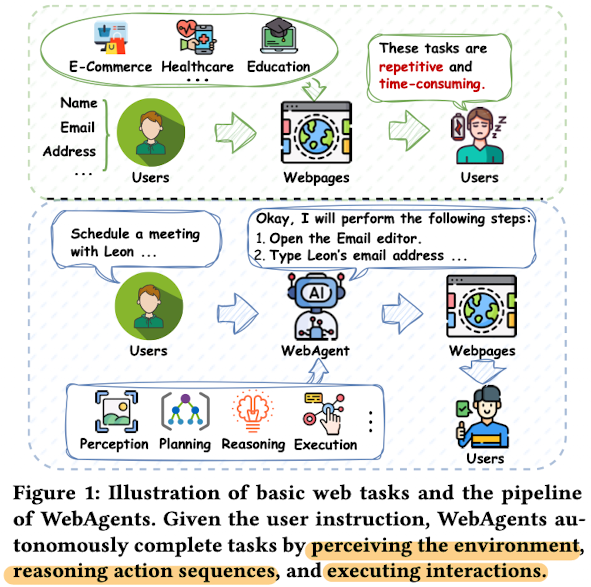 E-Commerce Healthcare Education
...
These tasks are
repetitive and
time-consuming.
Name
Email
Address
...
Users
Webpages
Users
Schedule a meeting
with Leon ...
Okay, I will perform the following steps:
1. Open the Email editor.
2. Type Leon's email address ...
AI
Users
WebAgent
Webpages
Perception Planning Reasoning Execution
Users
Figure 1: Illustration of basic web tasks and the pipeline
of WebAgents. Given the user instruction, WebAgents au-
tonomously complete tasks by perceiving the environment,
reasoning action sequences, and executing interactions.